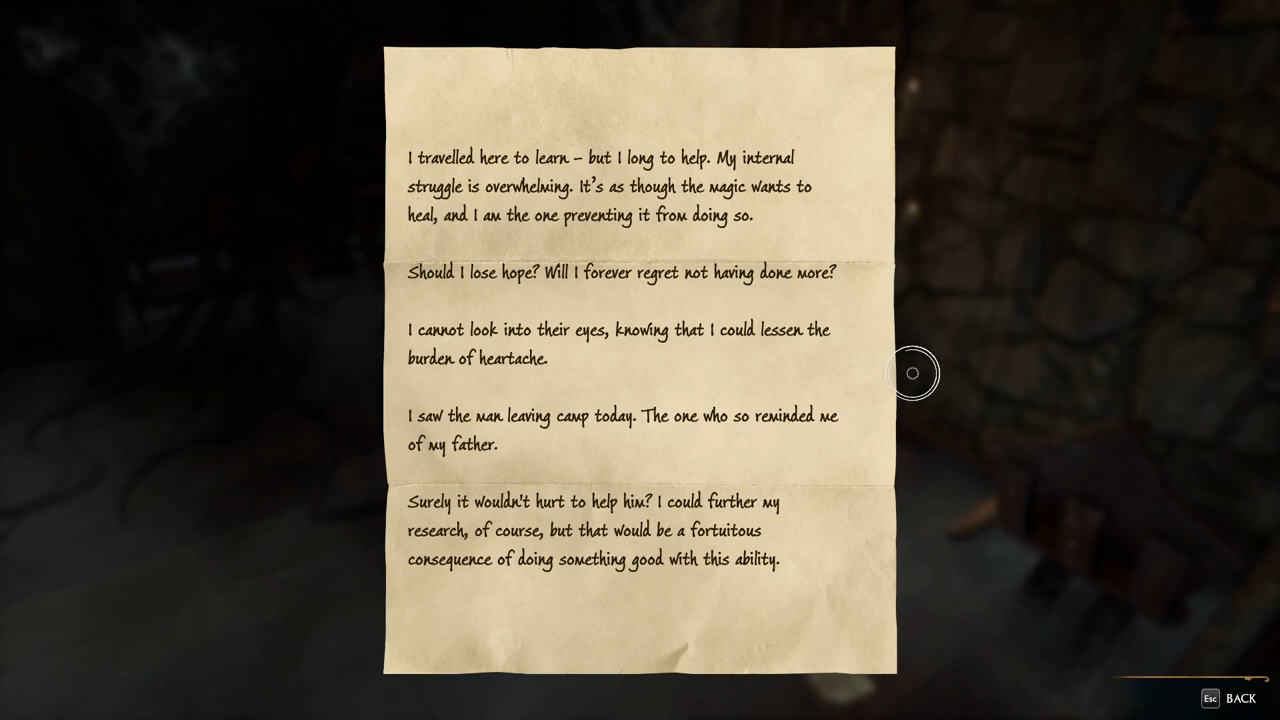 I travelled here to learn – but I long to help. My internal
struggle is overwhelming. It's as though the magic wants to
heal, and I am the one preventing it from doing so.
Should I lose hope? Will I forever regret not having done more?
I cannot look into their eyes, knowing that I could lessen the
burden of heartache.
I saw the man leaving camp today. The one who so reminded me
of my father.
Surely it wouldn't hurt to help him? I could further my
research, of course, but that would be a fortuitous
consequence of doing something good with this ability.
Esc BACK